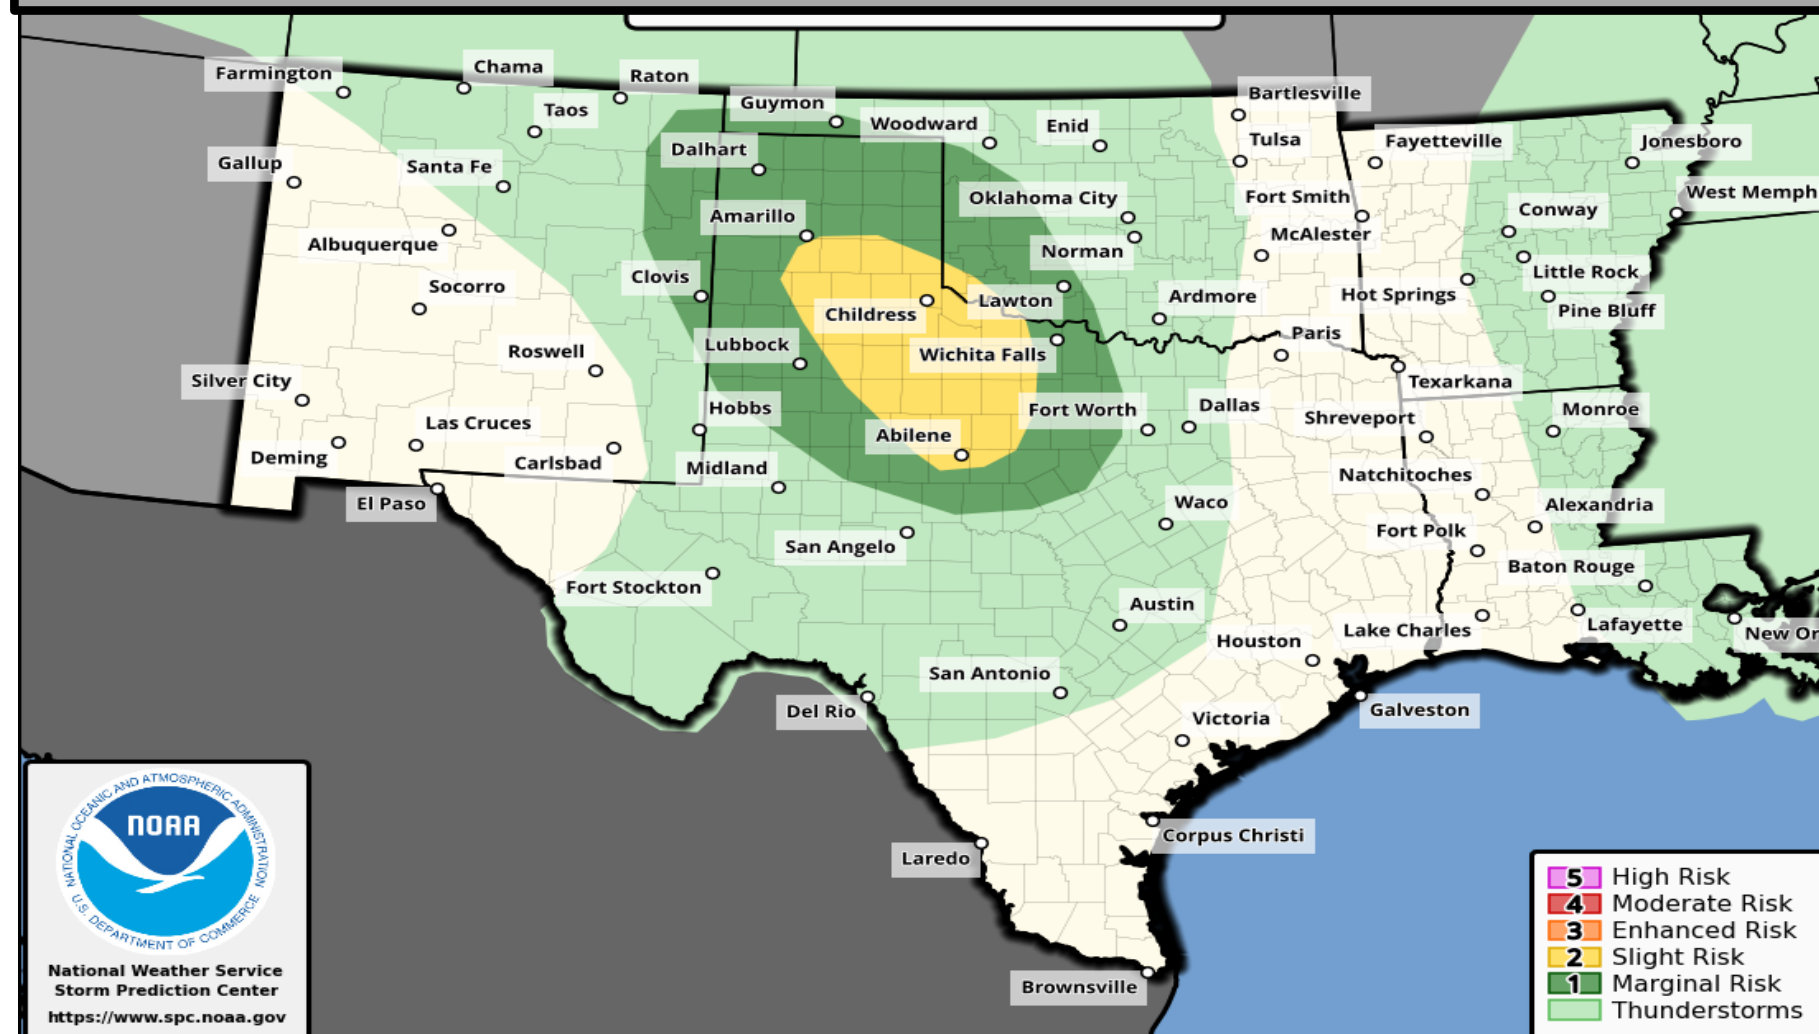 Farmington
Chama
Raton
Taos
Guymon
Woodward
Enid
Bartlesville
Tulsa
Fayetteville
Jonesboro
Gallup
Santa Fe
Dalhart
Oklahoma City
Fort Smith
Conway
West Memph
Albuquerque
Amarillo
Norman
McAlester
Little Rock
Socorro
Clovis
Childress
Lawton
Ardmore
Hot Springs
Pine Bluff
Roswell
Lubbock
Wichita Falls
Paris
Texarkana
Silver City
Las Cruces
Hobbs
Fort Worth
Dallas
Shreveport
Monroe
Deming
Carlsbad
Midland
Abilene
Natchitoches
El Paso
Waco
Alexandria
San Angelo
Fort Polk
Fort Stockton
Baton Rouge
Austin
Houston
Lake Charles
Lafayette
New Or
San Antonio
Del Rio
Victoria
Galveston
Corpus Christi
Laredo
Brownsville
NATIONAL OCEANIC AND ATMOSPHERIC ADMINISTRATION
NOAA
U.S. DEPARTMENT OF COMMERCE
National Weather Service
Storm Prediction Center
https://www.spc.noaa.gov
5 High Risk
4 Moderate Risk
3 Enhanced Risk
2 Slight Risk
1 Marginal Risk
Thunderstorms